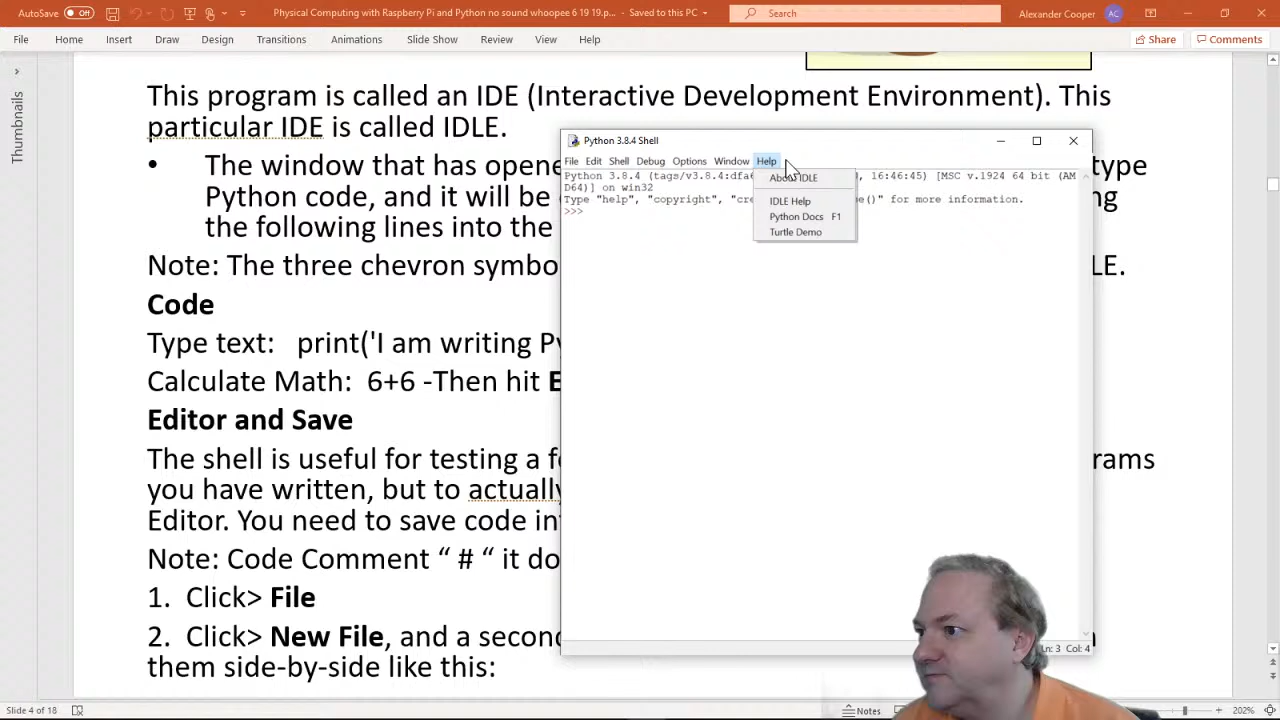 AutoSave Off Physical Computing with Raspberry Pi and Python no sound whoopee 6 19 19.p... - Saved to this PC Search Alexander Cooper AC
File Home Insert Draw Design Transitions Animations Slide Show Review View Help Share Comments
Thumbnails
This program is called an IDE (Interactive Development Environment). This
particular IDE is called IDLE.
• The window that has opene type
Python code, and it will be ng
the following lines into the
Note: The three chevron symbo LE.
Code
Type text: print('I am writing Py
Calculate Math: 6+6 -Then hit E
Editor and Save
The shell is useful for testing a fe rams
you have written, but to actually
Editor. You need to save code in
Note: Code Comment “ # “ it do
1. Click> File
2. Click> New File, and a secon
them side-by-side like this:
Python 3.8.4 Shell
File Edit Shell Debug Options Window Help
Python 3.8.4 (tags/v3.8.4:dfa6 , 16:46:45) [MSC v.1924 64 bit (AM
D64)] on win32
Type "help", "copyright", "cre e()" for more information.
>>>
About IDLE
IDLE Help
Python Docs F1
Turtle Demo
Ln: 3 Col: 4
Slide 4 of 18 Notes 202%